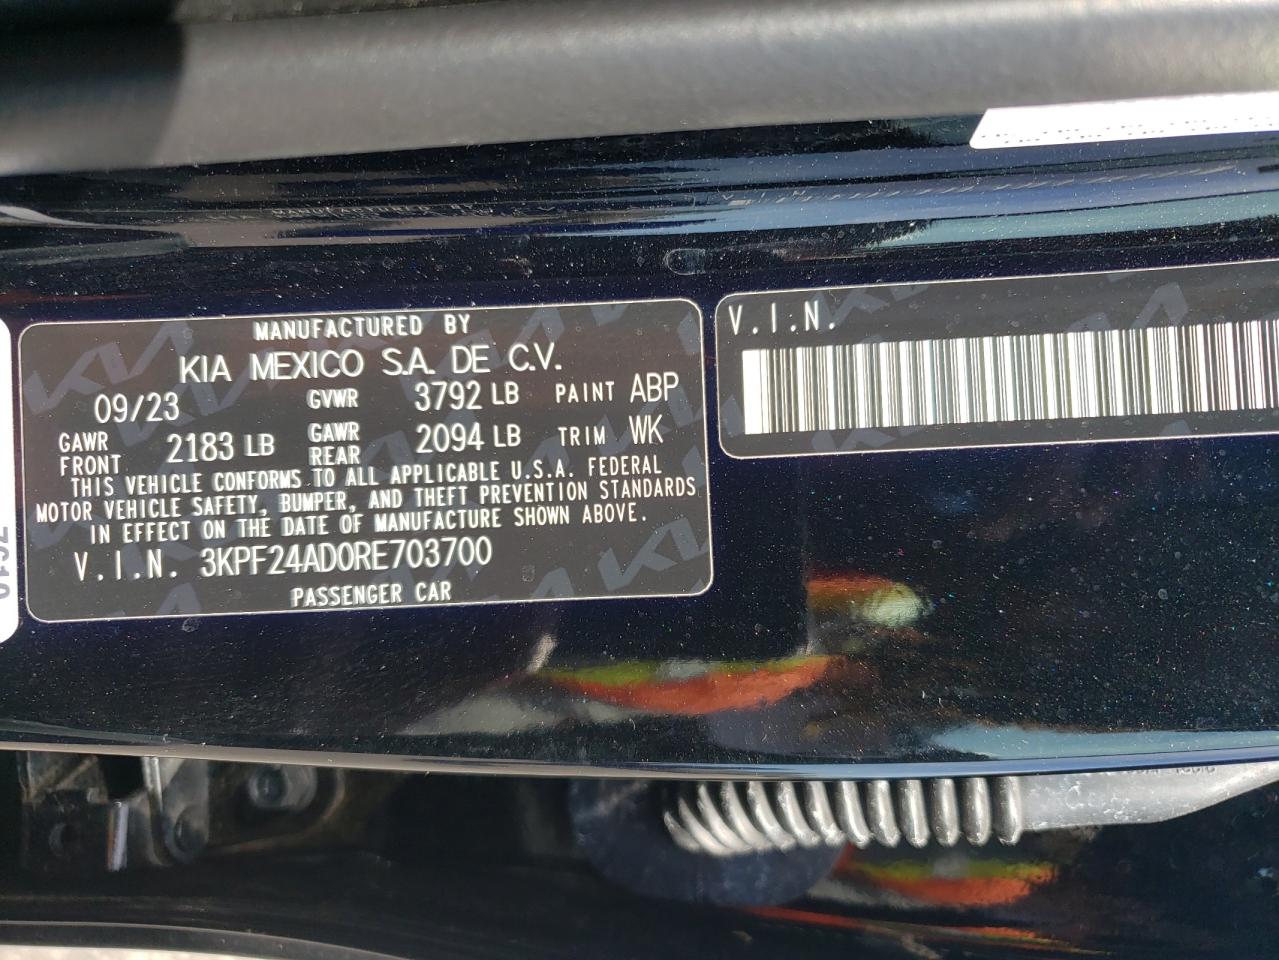 MANUFACTURED BY
KIA MEXICO S.A. DE C.V.
09/23 GVWR 3792 LB PAINT ABP
GAWR FRONT 2183 LB GAWR REAR 2094 LB TRIM WK
THIS VEHICLE CONFORMS TO ALL APPLICABLE U.S.A. FEDERAL
MOTOR VEHICLE SAFETY, BUMPER, AND THEFT PREVENTION STANDARDS
IN EFFECT ON THE DATE OF MANUFACTURE SHOWN ABOVE.
V.I.N. 3KPF24AD0RE703700
PASSENGER CAR
V.I.N.